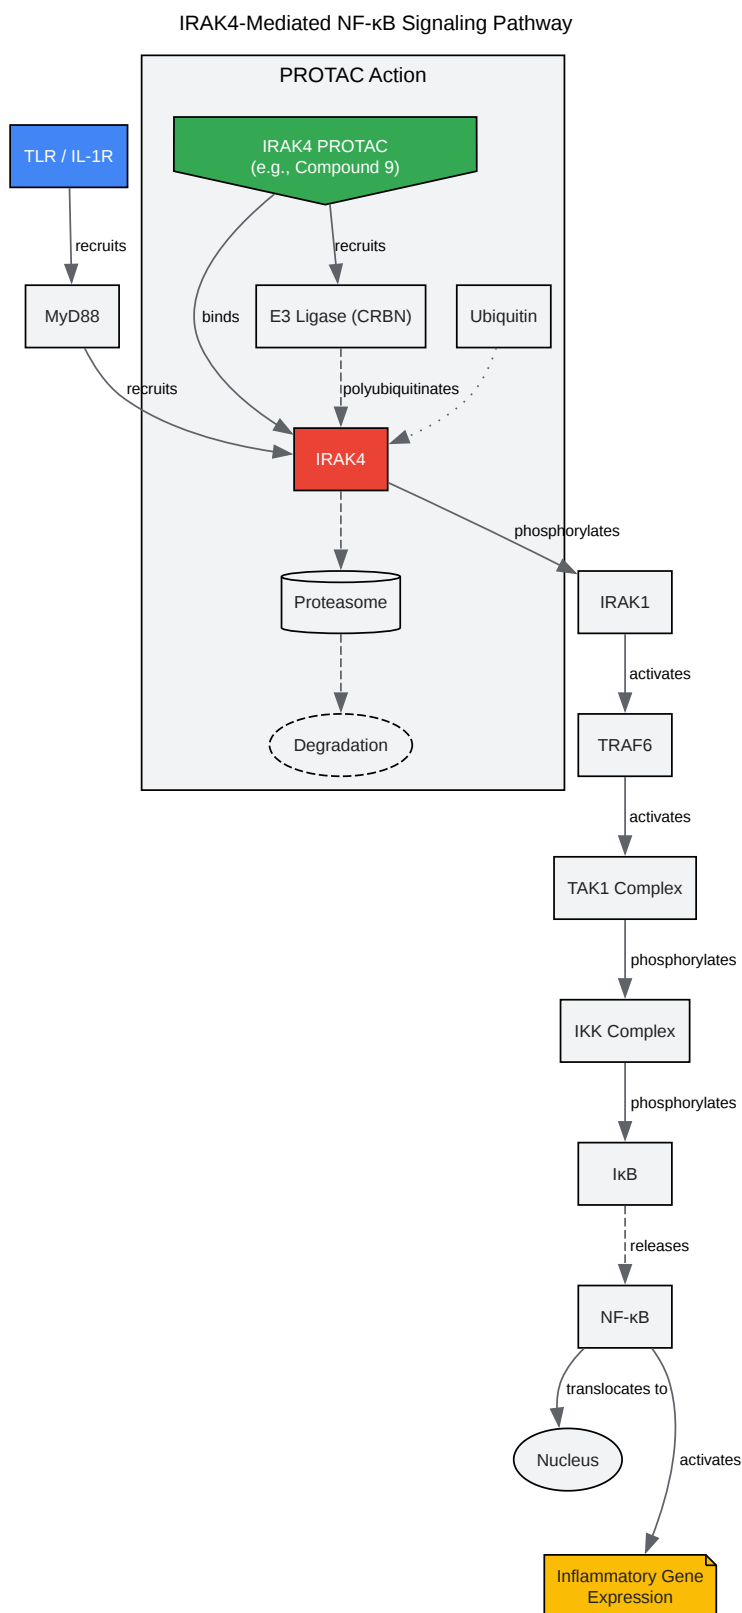 IRAK4-Mediated NF-κB Signaling Pathway
PROTAC Action
IRAK4 PROTAC
(e.g., Compound 9)
TLR / IL-1R
recruits
recruits
MyD88
binds
E3 Ligase (CRBN)
Ubiquitin
recruits
polyubiquitinates
IRAK4
phosphorylates
Proteasome
IRAK1
activates
Degradation
TRAF6
activates
TAK1 Complex
phosphorylates
IKK Complex
phosphorylates
IκB
releases
NF-κB
translocates to
Nucleus
activates
Inflammatory Gene
Expression